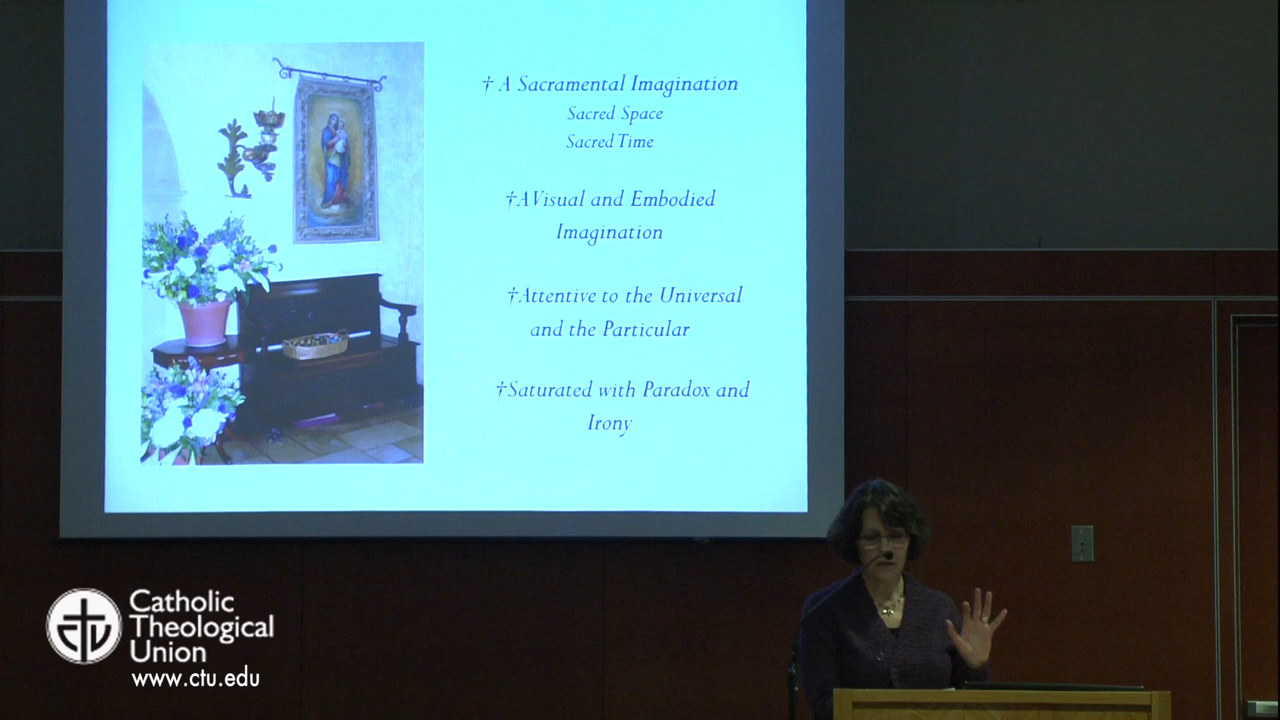 † A Sacramental Imagination
Sacred Space
Sacred Time
†A Visual and Embodied
Imagination
†Attentive to the Universal
and the Particular
†Saturated with Paradox and
Irony
Catholic
Theological
Union
www.ctu.edu